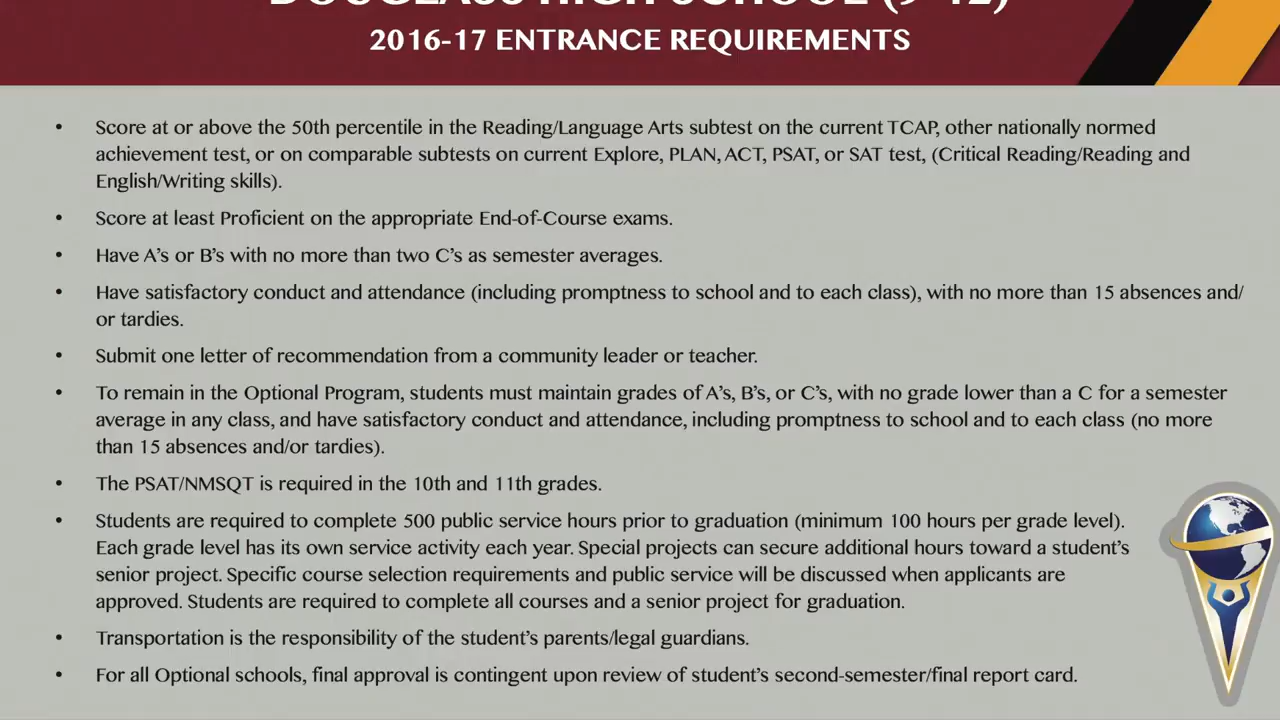 DOUGLASS HIGH SCHOOL (9-12)
2016-17 ENTRANCE REQUIREMENTS
• Score at or above the 50th percentile in the Reading/Language Arts subtest on the current TCAP, other nationally normed
achievement test, or on comparable subtests on current Explore, PLAN, ACT, PSAT, or SAT test, (Critical Reading/Reading and
English/Writing skills).
• Score at least Proficient on the appropriate End-of-Course exams.
• Have A’s or B’s with no more than two C’s as semester averages.
• Have satisfactory conduct and attendance (including promptness to school and to each class), with no more than 15 absences and/
or tardies.
• Submit one letter of recommendation from a community leader or teacher.
• To remain in the Optional Program, students must maintain grades of A’s, B’s, or C’s, with no grade lower than a C for a semester
average in any class, and have satisfactory conduct and attendance, including promptness to school and to each class (no more
than 15 absences and/or tardies).
• The PSAT/NMSQT is required in the 10th and 11th grades.
• Students are required to complete 500 public service hours prior to graduation (minimum 100 hours per grade level).
Each grade level has its own service activity each year. Special projects can secure additional hours toward a student’s
senior project. Specific course selection requirements and public service will be discussed when applicants are
approved. Students are required to complete all courses and a senior project for graduation.
• Transportation is the responsibility of the student’s parents/legal guardians.
• For all Optional schools, final approval is contingent upon review of student’s second-semester/final report card.